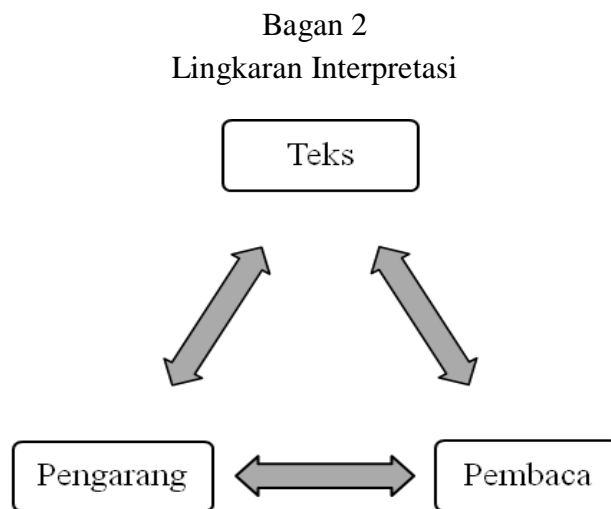 Bagan 2
Lingkaran Interpretasi
Teks
Pengarang
Pembaca